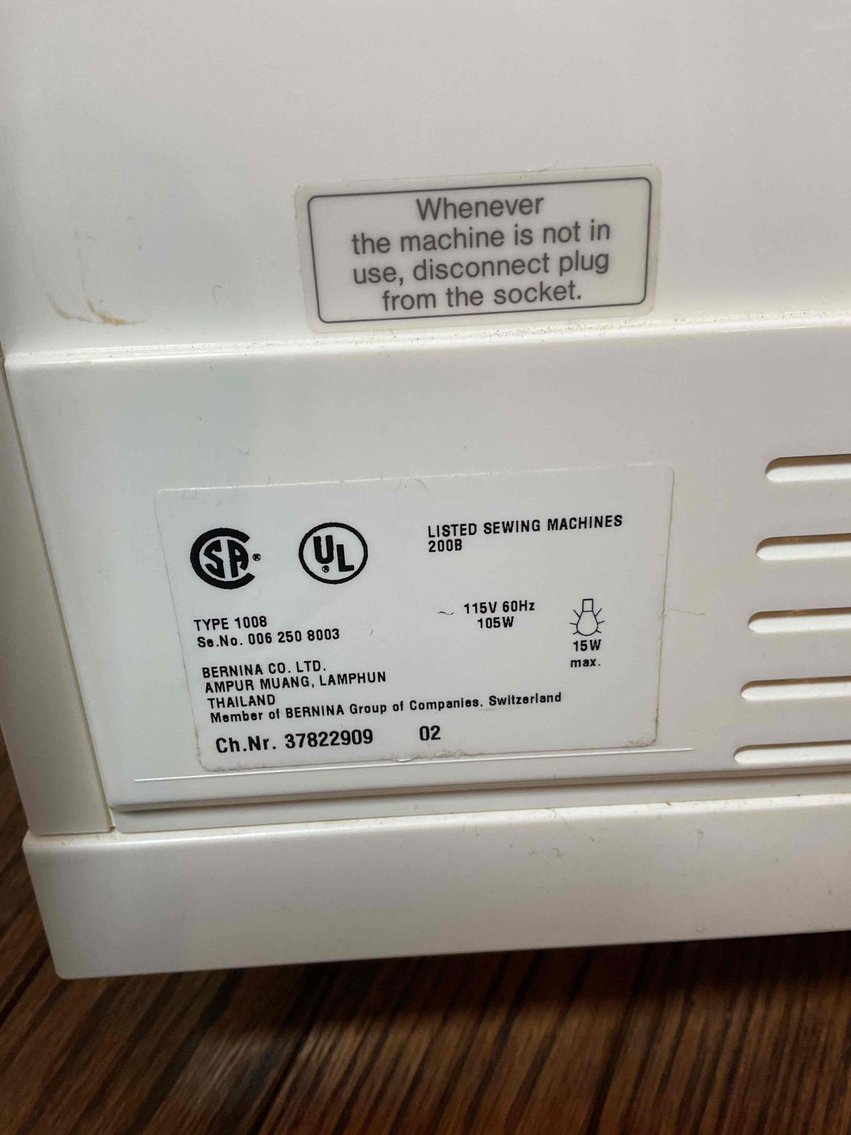 Whenever
the machine is not in
use, disconnect plug
from the socket.
SA®
UL®
LISTED SEWING MACHINES
200B
TYPE 1008
Se.No. 006 250 8003
~ 115V 60Hz
105W
15W
max.
BERNINA CO. LTD.
AMPUR MUANG, LAMPHUN
THAILAND
Member of BERNINA Group of Companies. Switzerland
Ch.Nr. 37822909 02